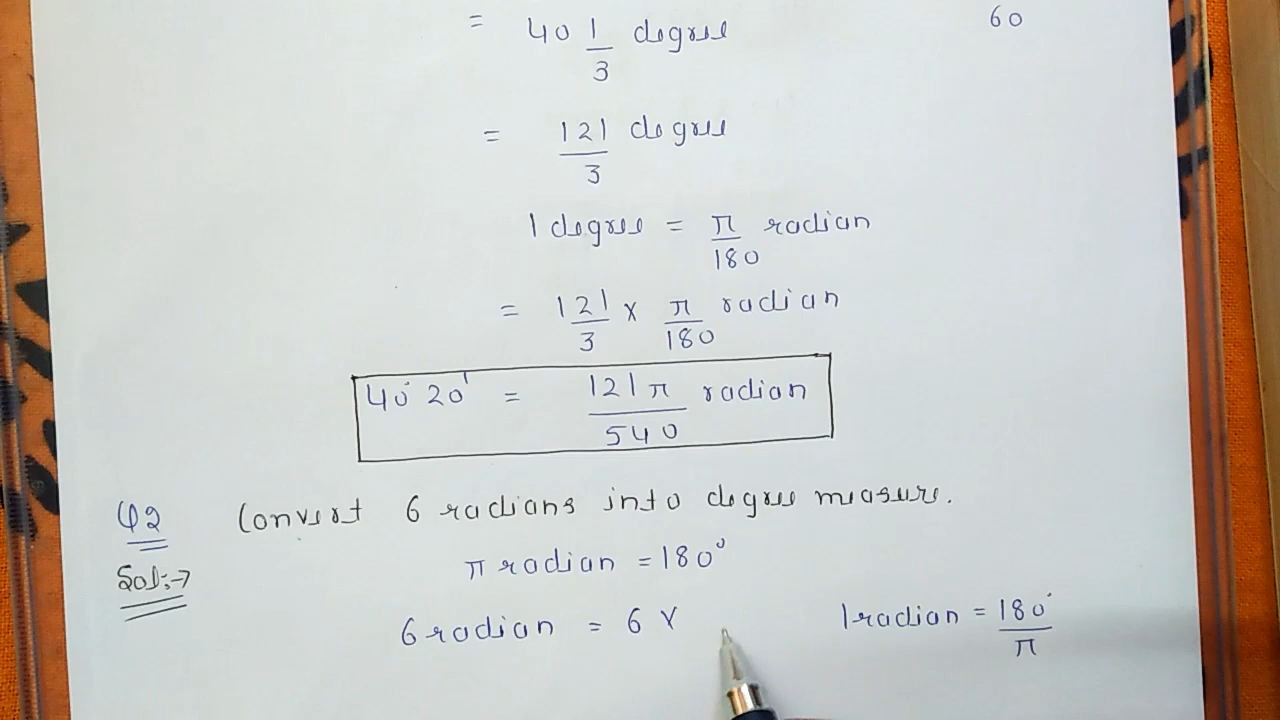 = 40 1/3 degree 60
= 121/3 degree
1 degree = π/180 radian
= 121/3 x π/180 radian
40° 20' = 121π/540 radian
Q2 Convert 6 radians into degree measure.
π radian = 180°
Sol:→
6 radian = 6 x 1 radian = 180°/π